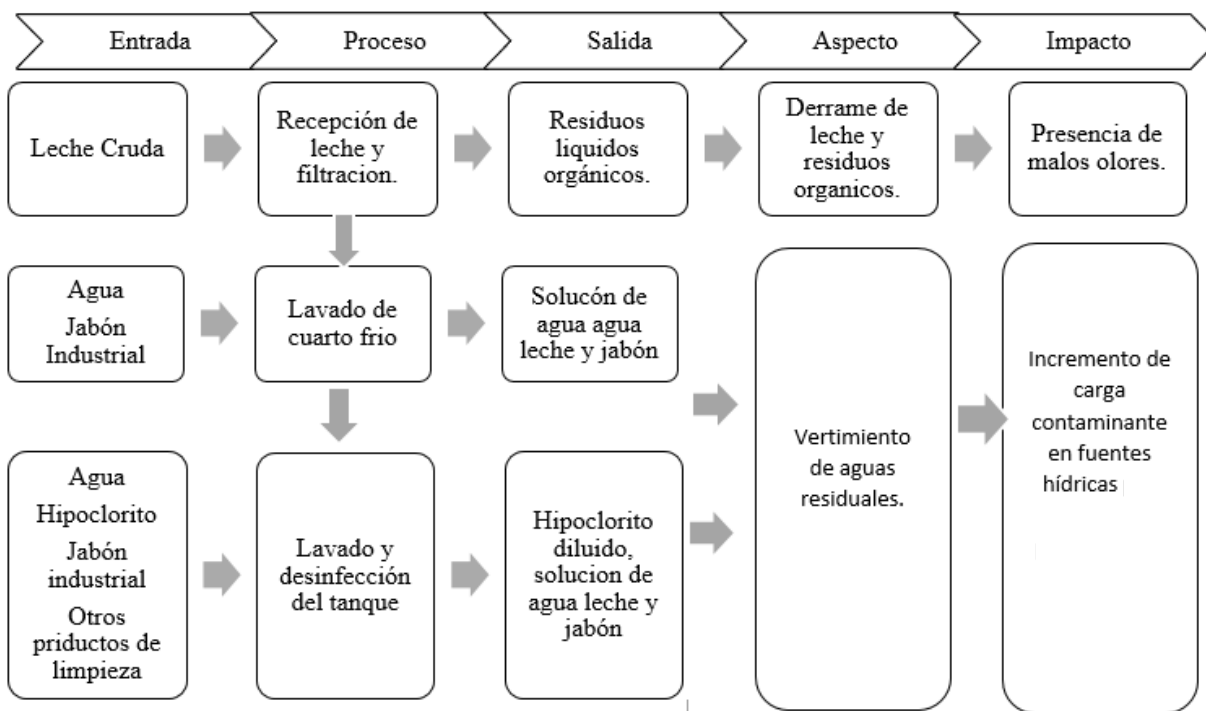 Entrada
Proceso
Salida
Aspecto
Impacto
Leche Cruda
Recepción de
leche y
filtracion.
Residuos
liquidos
orgánicos.
Derrame de
leche y
residuos
organicos.
Presencia de
malos olores.
Agua
Jabón
Industrial
Lavado de
cuarto frio
Solucón de
agua agua
leche y jabón
Agua
Hipoclorito
Jabón
industrial
Otros
priductos de
limpieza
Lavado y
desinfección
del tanque
Hipoclorito
diluido,
solucion de
agua leche y
jabón
Vertimiento
de aguas
residuales.
Incremento de
carga
contaminante
en fuentes
hídricas